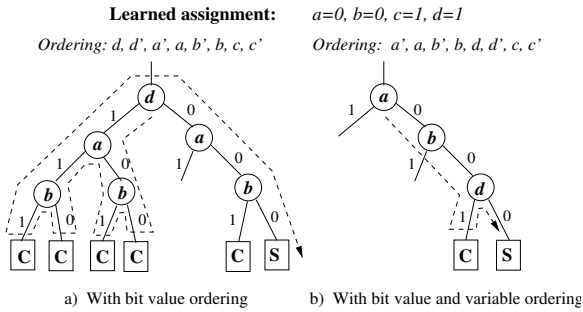 Learned assignment: a=0, b=0, c=1, d=1
Ordering: d, d', a', a, b', b, c, c' Ordering: a', a, b', b, d, d', c, c'
d a
1 0 1 0
a a b
1 0 1 0 1 0
b b b d
1 0 1 0 1 0 1 0
C C C C C S C S
a) With bit value ordering b) With bit value and variable ordering